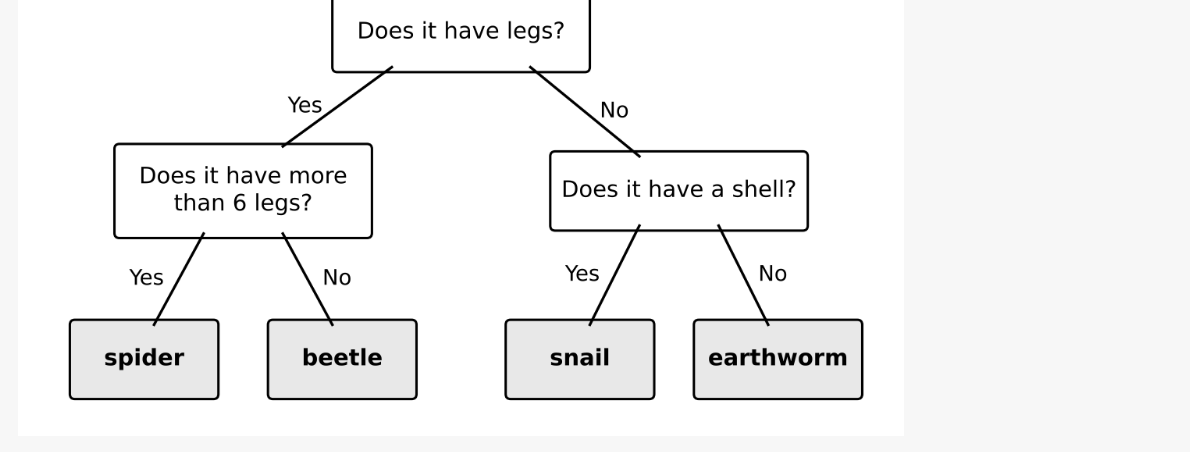 Does it have legs?
Yes
No
Does it have more
than 6 legs?
Does it have a shell?
Yes
No
Yes
No
spider
beetle
snail
earthworm